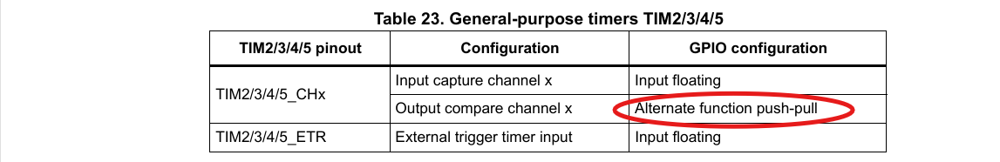 Table 23. General-purpose timers TIM2/3/4/5
TIM2/3/4/5 pinout Configuration GPIO configuration
TIM2/3/4/5_CHx
Input capture channel x Input floating
Output compare channel x Alternate function push-pull
TIM2/3/4/5_ETR External trigger timer input Input floating